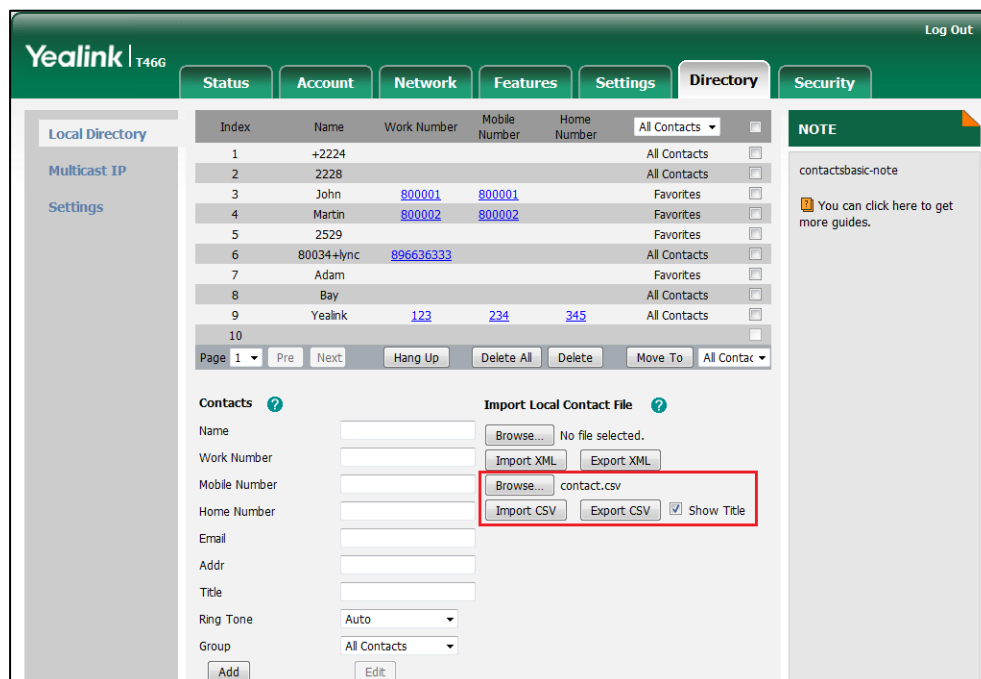 Log Out
Yealink T46G
Status Account Network Features Settings Directory Security
Local Directory
Multicast IP
Settings
Index Name Work Number Mobile Number Home Number All Contacts
1 +2224 All Contacts
2 2228 All Contacts
3 John 800001 800001 Favorites
4 Martin 800002 800002 Favorites
5 2529 Favorites
6 80034+lync 896636333 All Contacts
7 Adam Favorites
8 Bay All Contacts
9 Yealink 123 234 345 All Contacts
10
Page 1 Pre Next Hang Up Delete All Delete Move To All Contac
Contacts ?
Name
Work Number
Mobile Number
Home Number
Email
Addr
Title
Ring Tone Auto
Group All Contacts
Add Edit
Import Local Contact File ?
Browse... No file selected.
Import XML Export XML
Browse... contact.csv
Import CSV Export CSV Show Title
NOTE
contactsbasic-note
? You can click here to get
more guides.